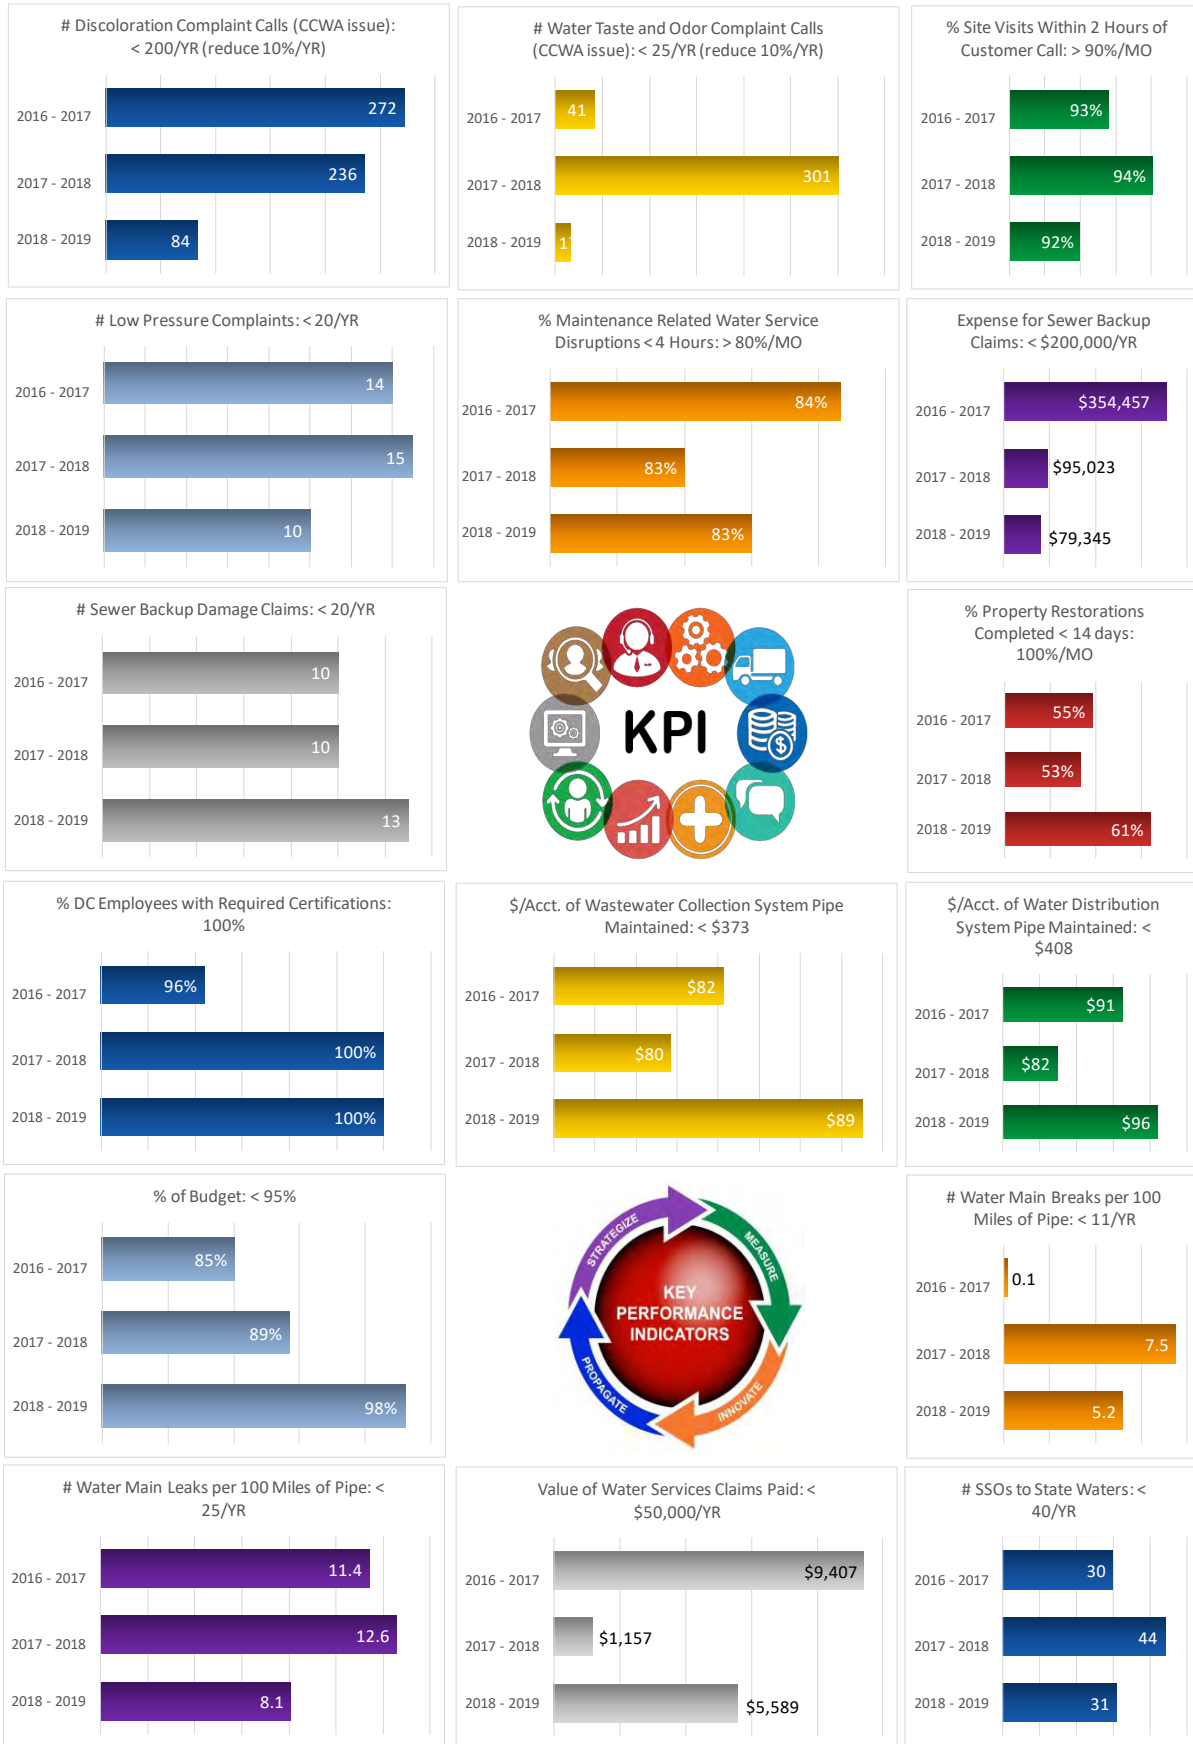 # Discoloration Complaint Calls (CCWA issue):
< 200/YR (reduce 10%/YR)
2016 - 2017
272
2017 - 2018
236
2018 - 2019
84
# Water Taste and Odor Complaint Calls
(CCWA issue): < 25/YR (reduce 10%/YR)
2016 - 2017
41
2017 - 2018
301
2018 - 2019
17
% Site Visits Within 2 Hours of
Customer Call: > 90%/MO
2016 - 2017
93%
2017 - 2018
94%
2018 - 2019
92%
# Low Pressure Complaints: < 20/YR
2016 - 2017
14
2017 - 2018
15
2018 - 2019
10
% Maintenance Related Water Service
Disruptions < 4 Hours: > 80%/MO
2016 - 2017
84%
2017 - 2018
83%
2018 - 2019
83%
Expense for Sewer Backup
Claims: < $200,000/YR
2016 - 2017
$354,457
2017 - 2018
$95,023
2018 - 2019
$79,345
# Sewer Backup Damage Claims: < 20/YR
2016 - 2017
10
2017 - 2018
10
2018 - 2019
13
KPI
% Property Restorations
Completed < 14 days:
100%/MO
2016 - 2017
55%
2017 - 2018
53%
2018 - 2019
61%
% DC Employees with Required Certifications:
100%
2016 - 2017
96%
2017 - 2018
100%
2018 - 2019
100%
$/Acct. of Wastewater Collection System Pipe
Maintained: < $373
2016 - 2017
$82
2017 - 2018
$80
2018 - 2019
$89
$/Acct. of Water Distribution
System Pipe Maintained: <
$408
2016 - 2017
$91
2017 - 2018
$82
2018 - 2019
$96
% of Budget: < 95%
2016 - 2017
85%
2017 - 2018
89%
2018 - 2019
98%
STRATEGIZE
MEASURE
KEY
PERFORMANCE
INDICATORS
PROPAGATE
INNOVATE
# Water Main Breaks per 100
Miles of Pipe: < 11/YR
2016 - 2017
0.1
2017 - 2018
7.5
2018 - 2019
5.2
# Water Main Leaks per 100 Miles of Pipe: <
25/YR
2016 - 2017
11.4
2017 - 2018
12.6
2018 - 2019
8.1
Value of Water Services Claims Paid: <
$50,000/YR
2016 - 2017
$9,407
2017 - 2018
$1,157
2018 - 2019
$5,589
# SSOs to State Waters: <
40/YR
2016 - 2017
30
2017 - 2018
44
2018 - 2019
31